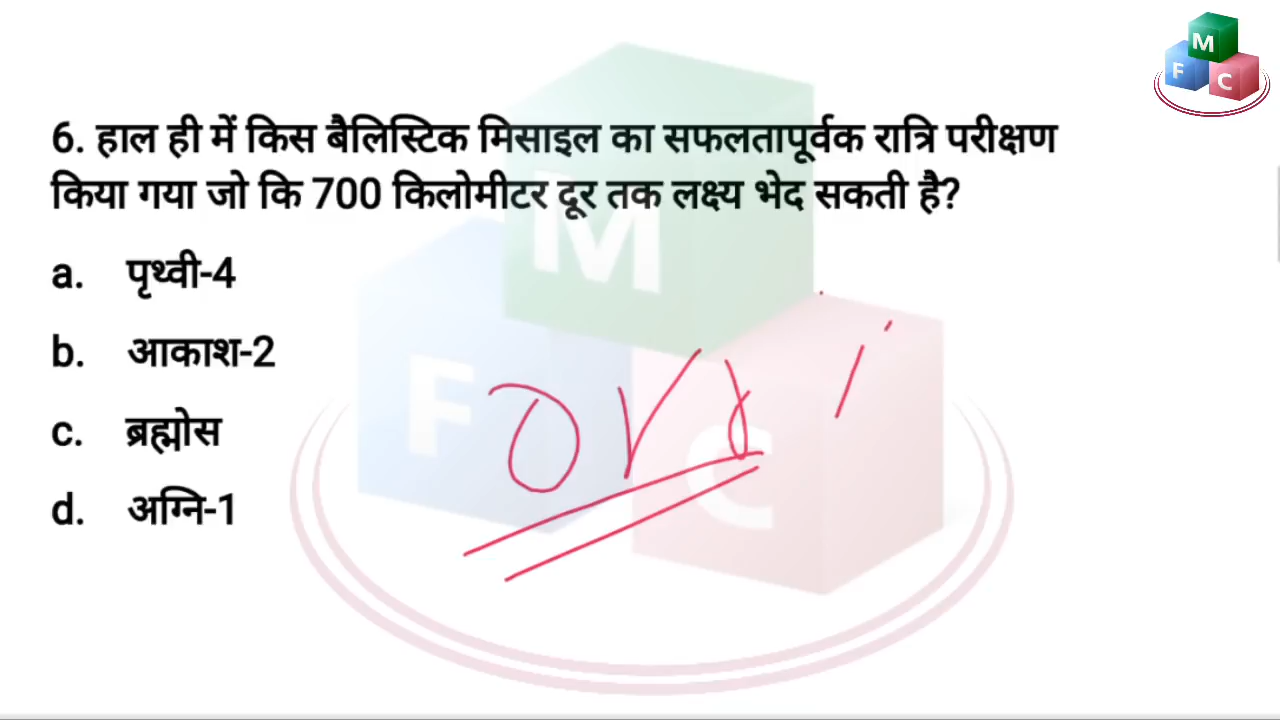 M
F C
6. हाल ही में किस बैलिस्टिक मिसाइल का सफलतापूर्वक रात्रि परीक्षण
किया गया जो कि 700 किलोमीटर दूर तक लक्ष्य भेद सकती है?
a. पृथ्वी-4
b. आकाश-2
c. ब्रह्मोस
d. अग्नि-1
M
F C